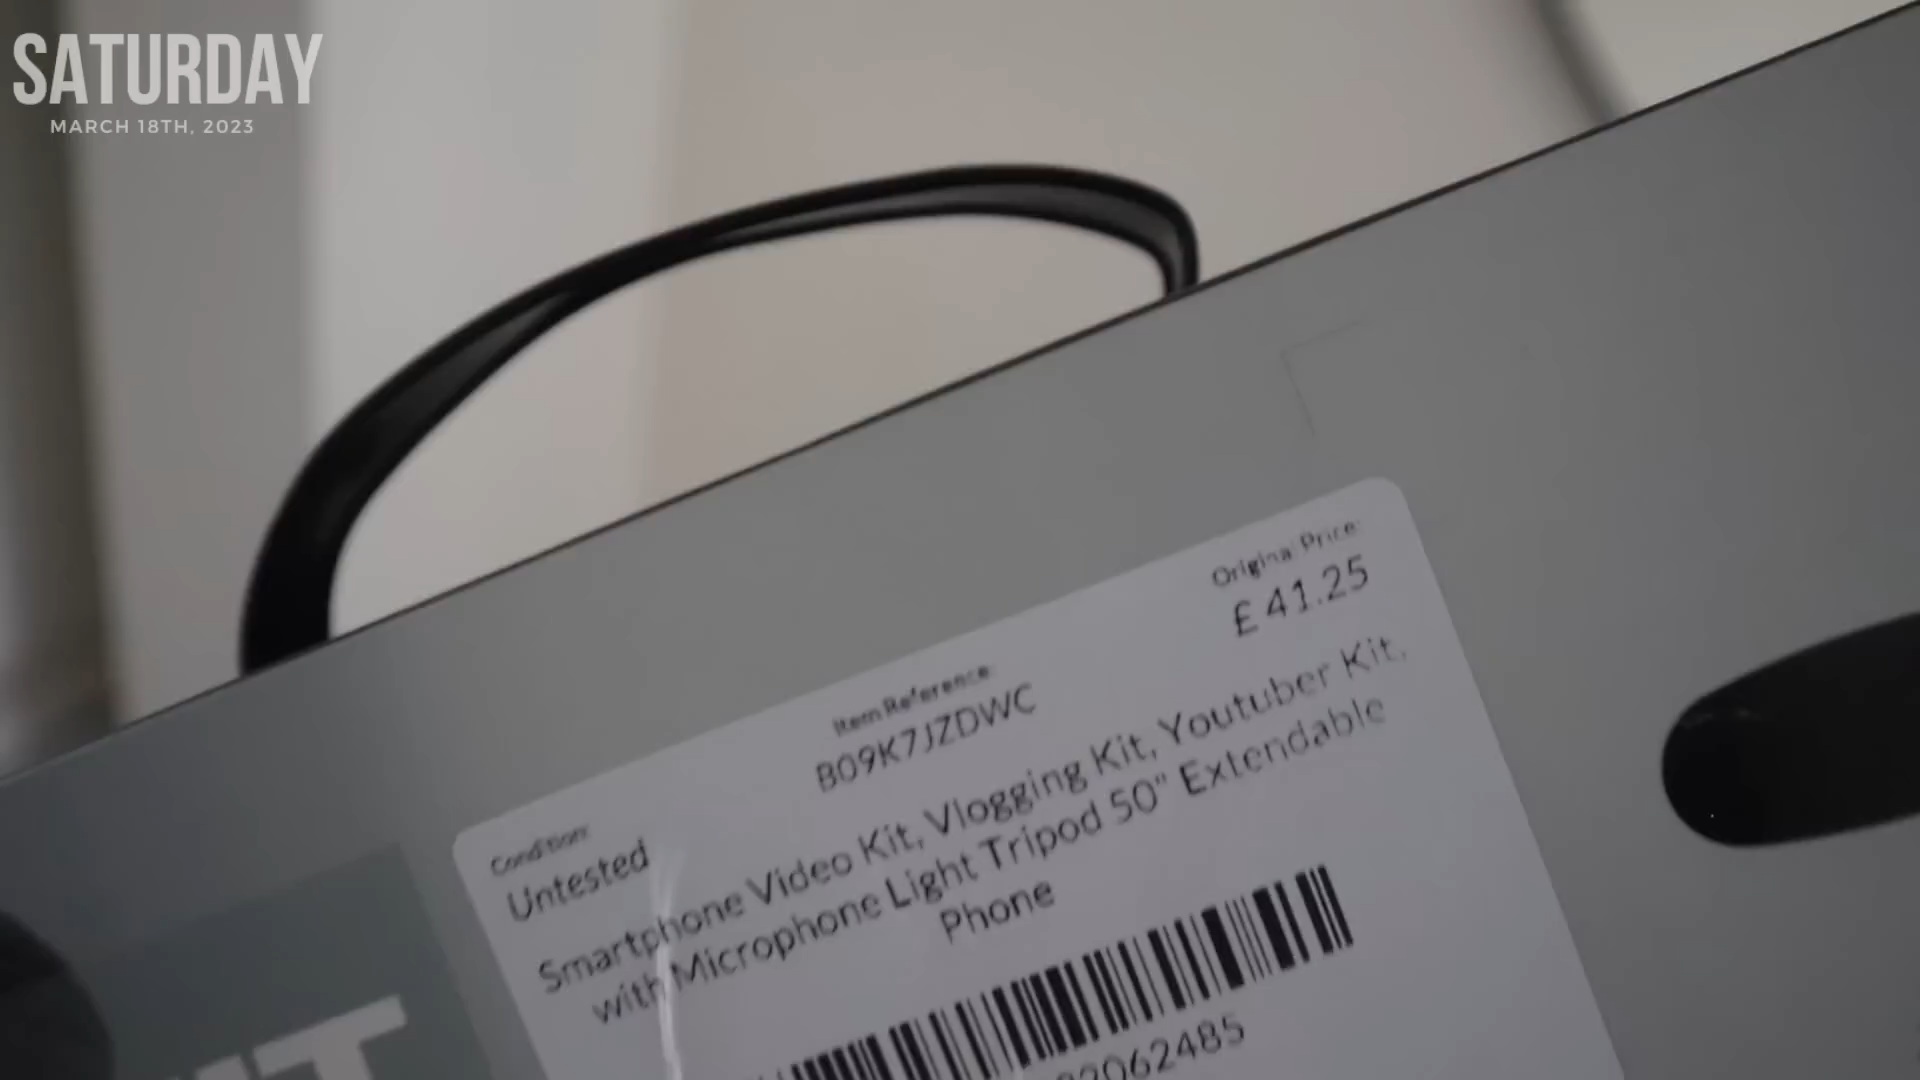 SATURDAY
MARCH 18TH, 2023
Original Price:
£ 41.25
Item Reference:
B09K7JZDWC
Condition:
Untested
Smartphone Video Kit, Vlogging Kit, Youtuber Kit,
with Microphone Light Tripod 50" Extendable
Phone